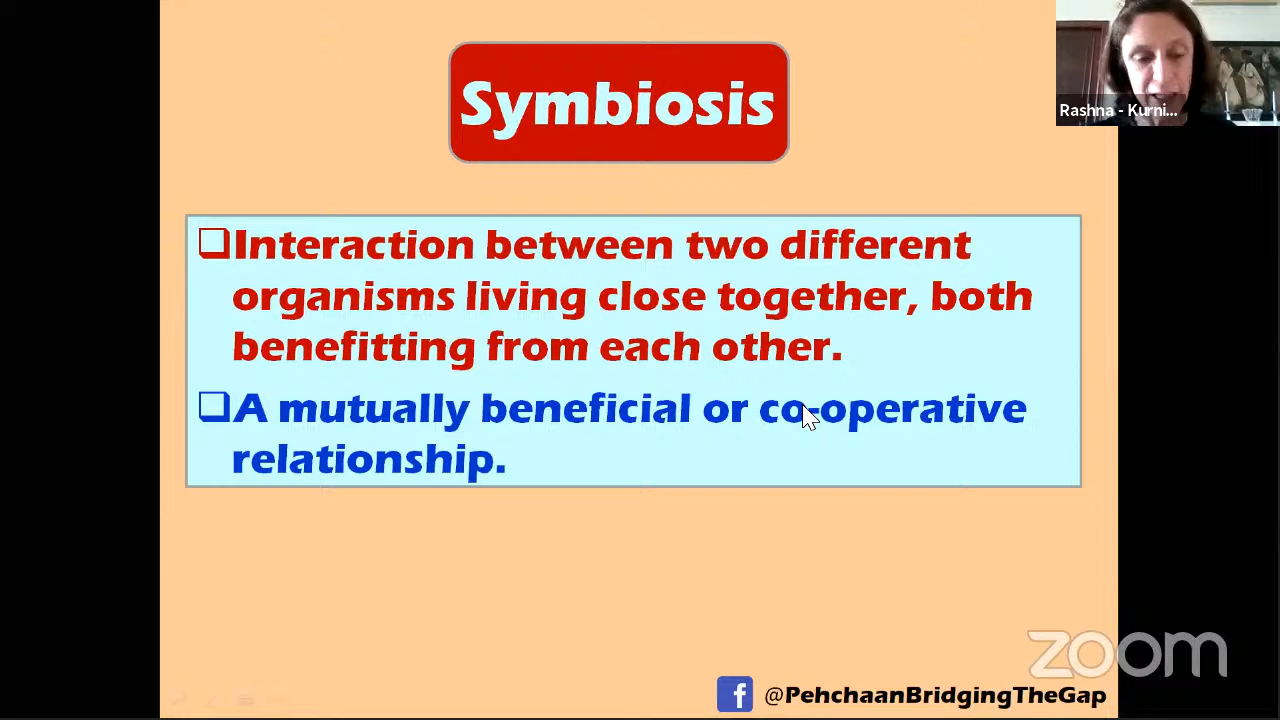 Symbiosis
Rashna - Kurni...
❑Interaction between two different
organisms living close together, both
benefitting from each other.
❑A mutually beneficial or co-operative
relationship.
zoom
f @PehchaanBridgingTheGap